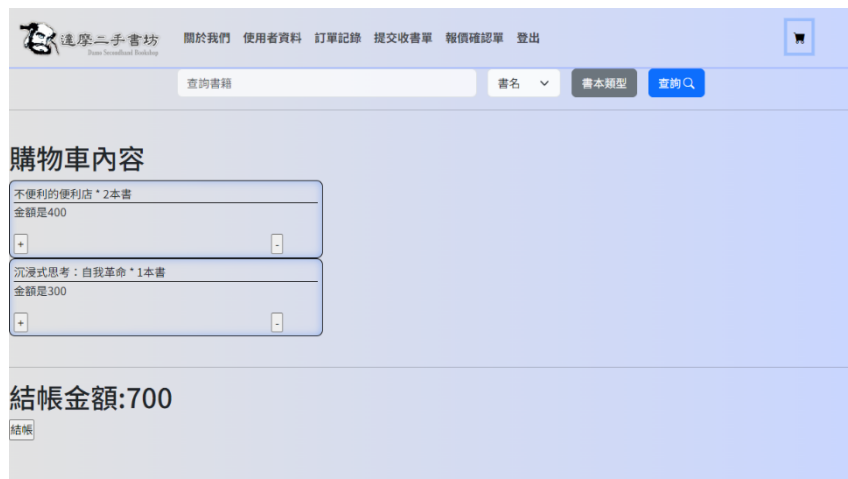 達摩二手書坊
Damo Secondhand Bookshop
關於我們 使用者資料 訂單記錄 提交收書單 報價確認單 登出
查詢書籍 書名 書本類型 查詢
購物車內容
不便利的便利店 * 2本書
金額是400
+ -
沉浸式思考：自我革命 * 1本書
金額是300
+ -
結帳金額:700
結帳